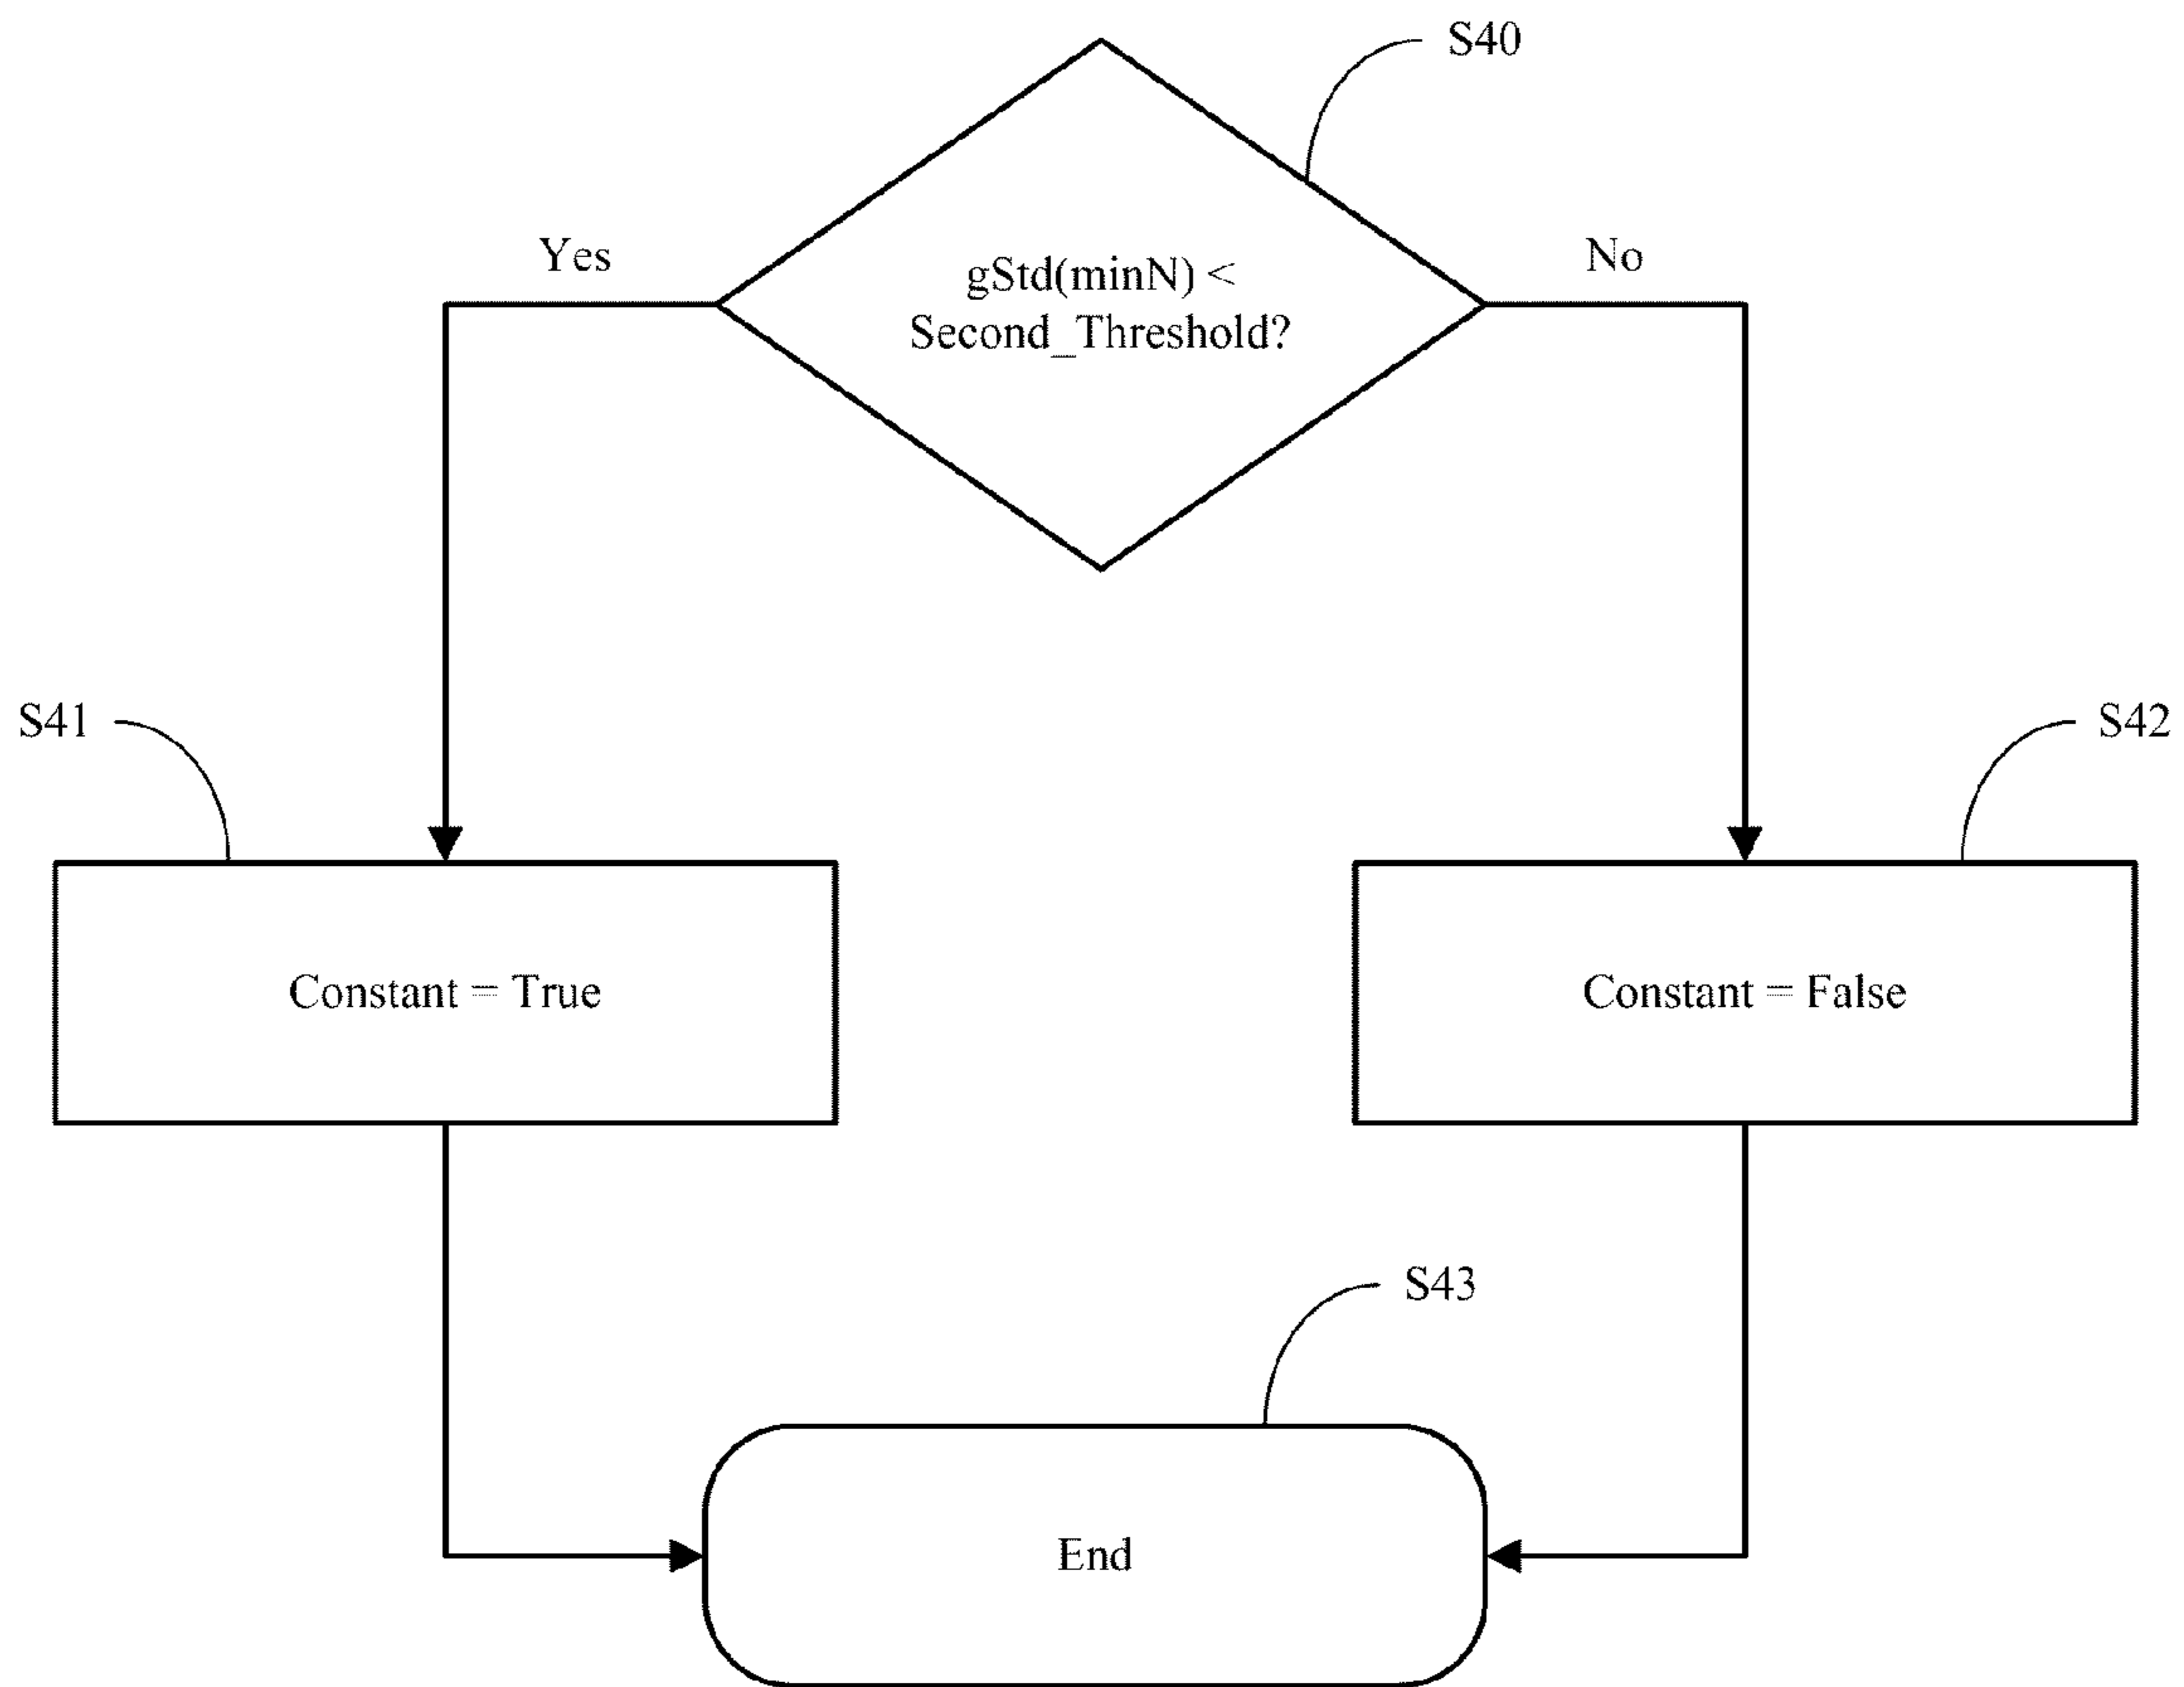 S40
Yes
No
gStd(minN) <
Second_Threshold?
S41
S42
Constant = True
Constant = False
S43
End